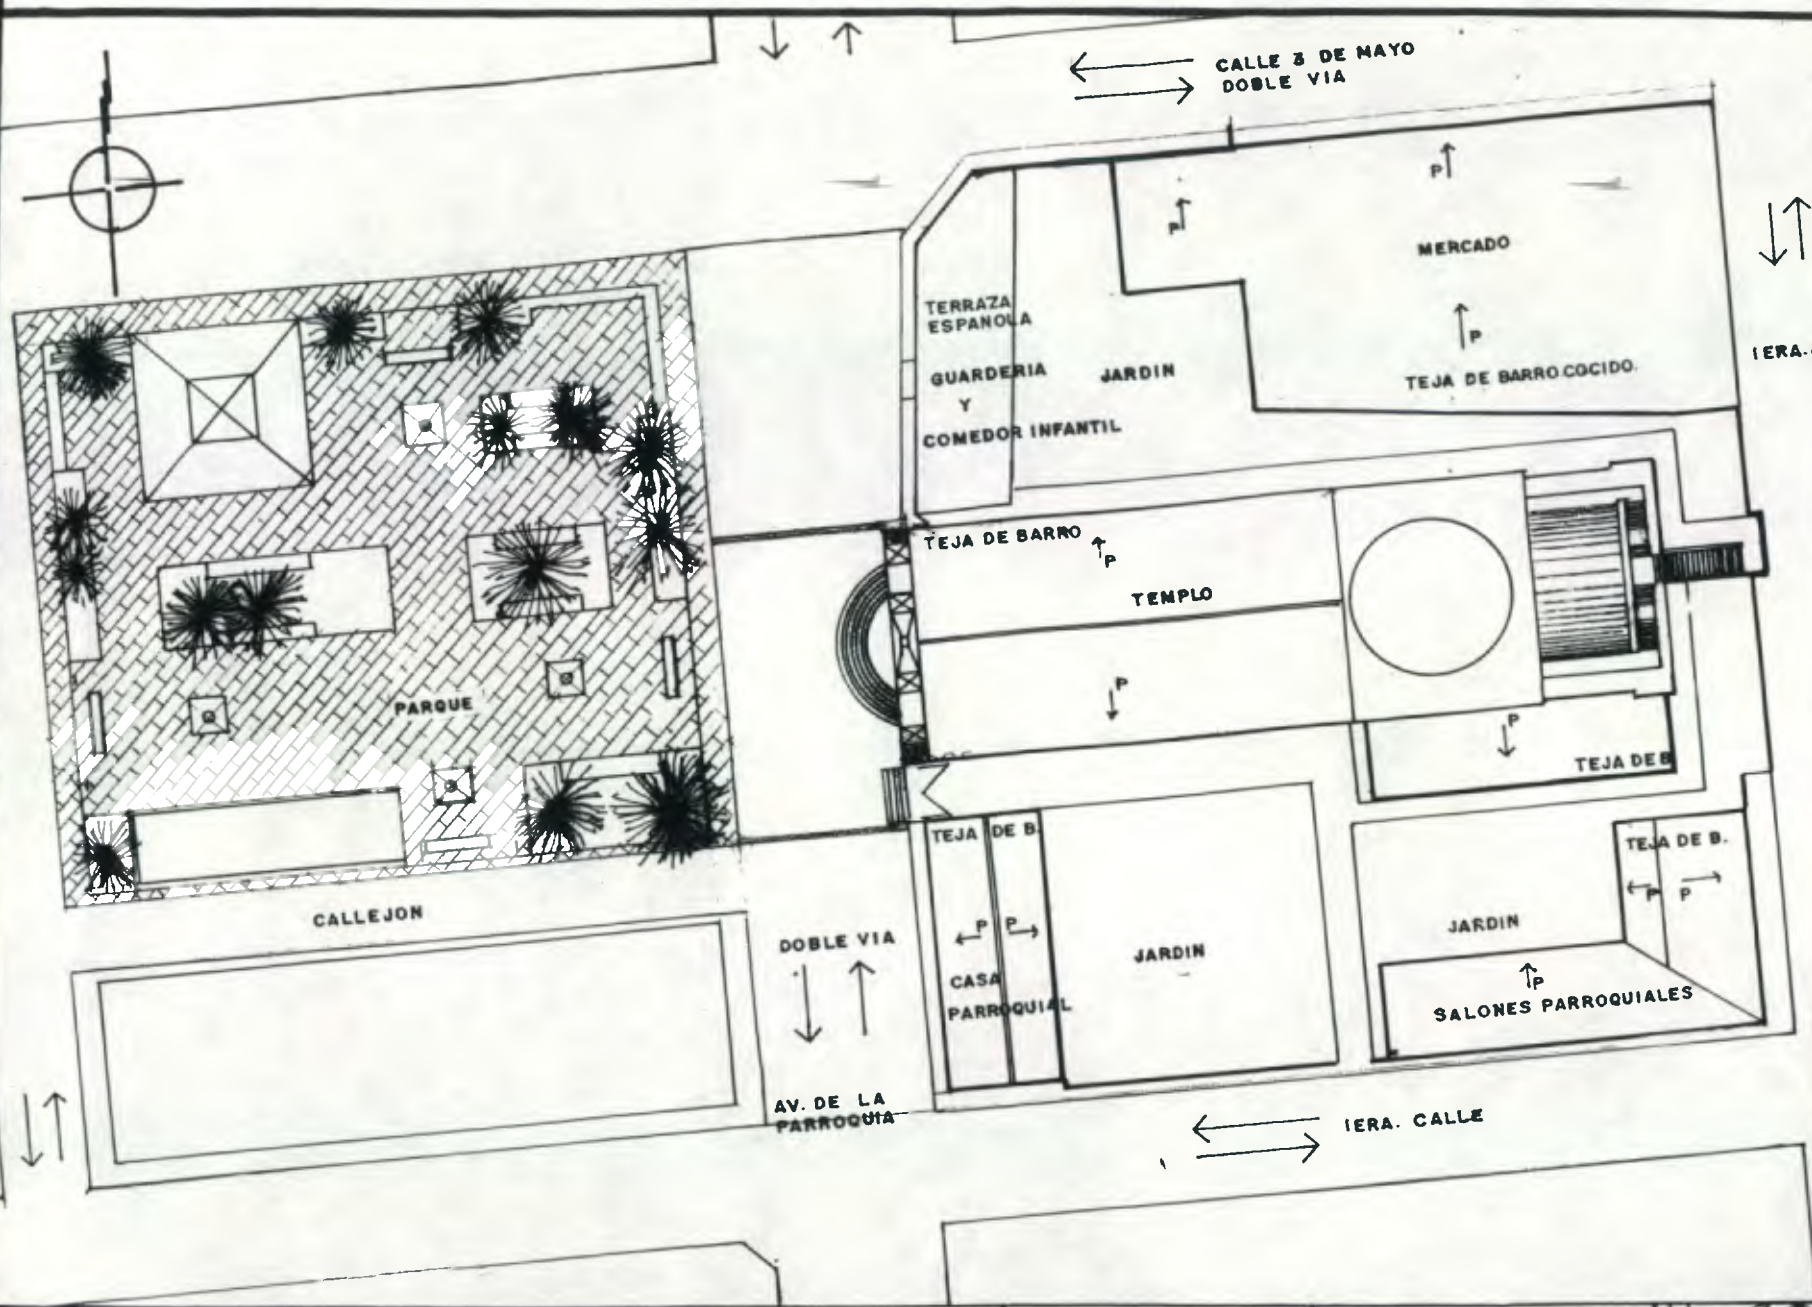 CALLE 3 DE MAYO
DOBLE VIA
P
P
MERCADO
P
TEJA DE BARRO COCIDO.
1ERA.
TERRAZA
ESPANOLA
GUARDERIA
Y
COMEDOR INFANTIL
JARDIN
TEJA DE BARRO
P
TEMPLO
P
P
TEJA DE B
PARQUE
TEJA DE B.
P P
CASA
PARROQUIAL
JARDIN
TEJA DE B.
P P
JARDIN
P
SALONES PARROQUIALES
CALLEJON
DOBLE VIA
AV. DE LA
PARROQUIA
1ERA. CALLE